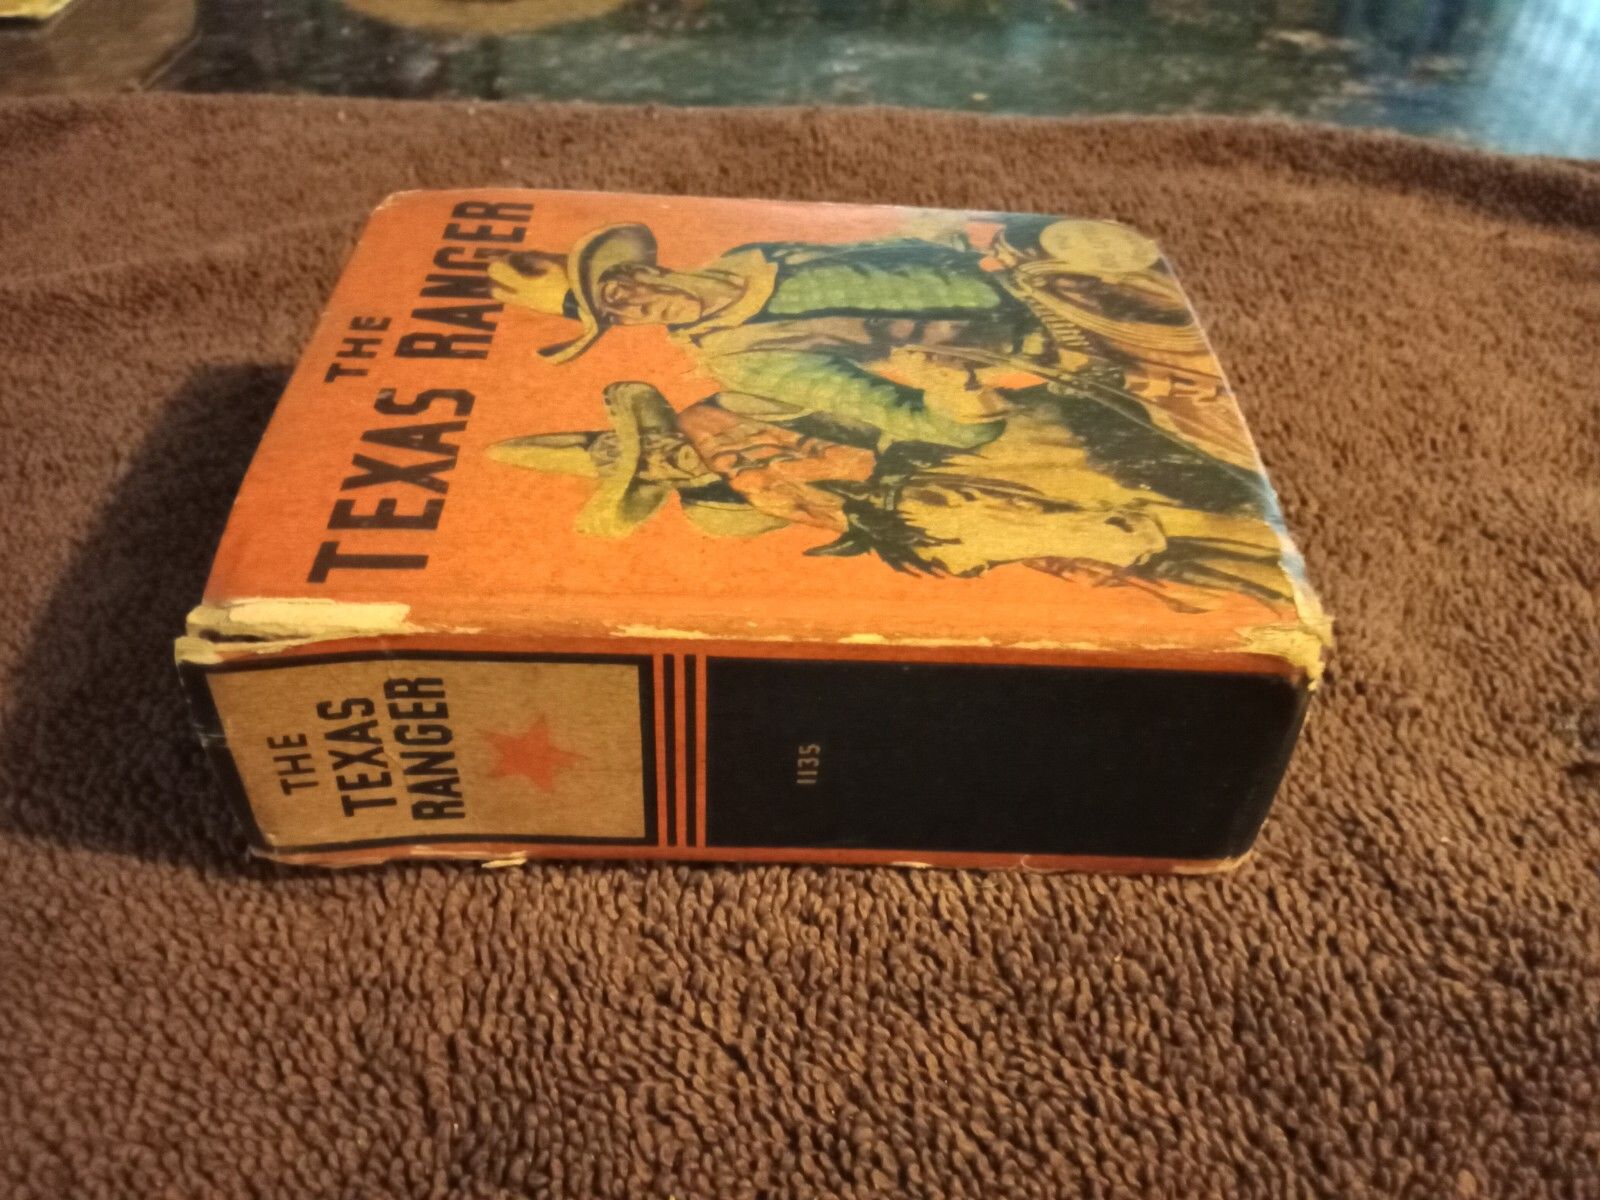 THE
TEXAS RANGER
THE
TEXAS
RANGER
1135